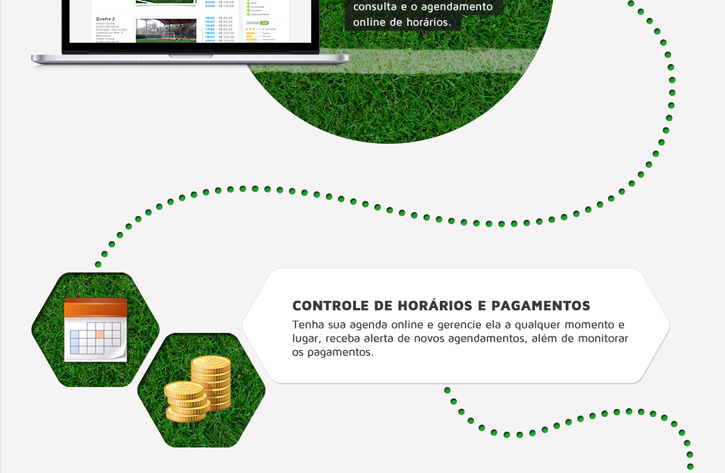 consulta e o agendamento
online de horários.
Quadra 2
CONTROLE DE HORÁRIOS E PAGAMENTOS
Tenha sua agenda online e gerencie ela a qualquer momento e
lugar, receba alerta de novos agendamentos, além de monitorar
os pagamentos.